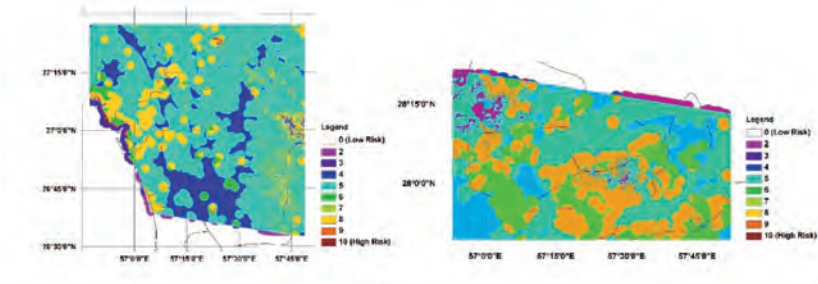 27°15'0"N
27°0'0"N
26°45'0"N
26°30'0"N
57°0'0"E 57°15'0"E 57°30'0"E 57°45'0"E
Legend
0 (Low Risk)
2
3
4
5
6
7
8
9
10 (High Risk)
28°15'0"N
28°0'0"N
57°0'0"E 57°15'0"E 57°30'0"E 57°45'0"E
Legend
0 (Low Risk)
2
3
4
5
6
7
8
9
10 (High Risk)